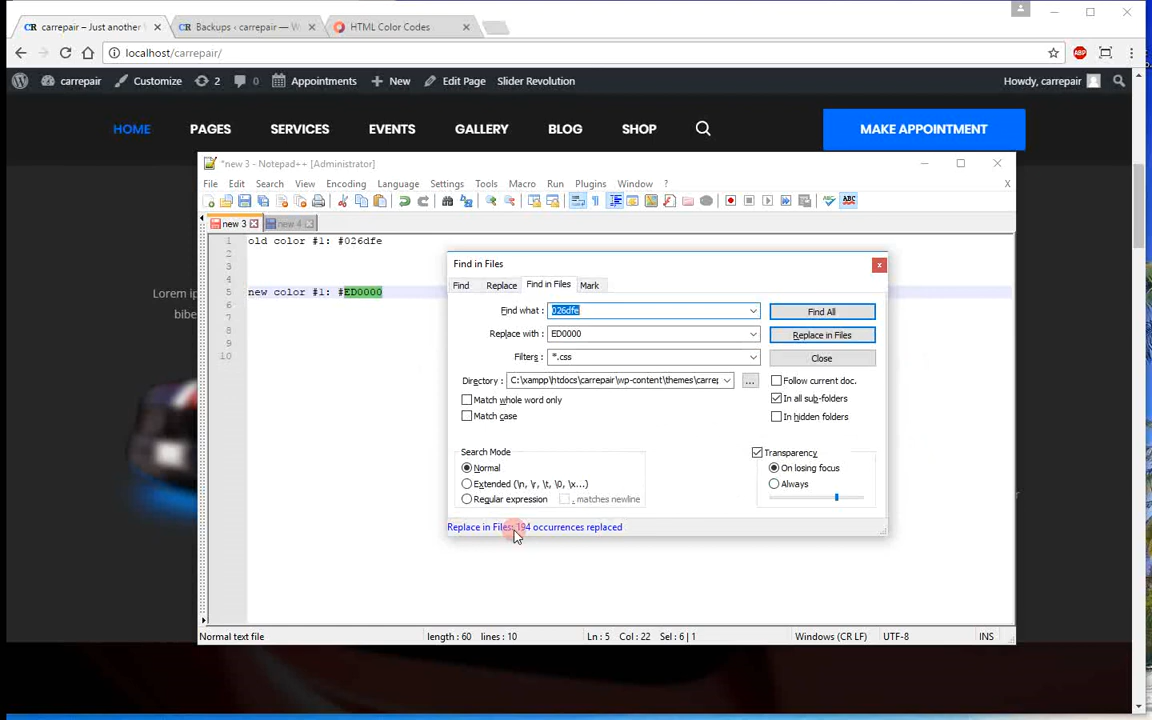 CR carrepair – Just another
CR Backups ‹ carrepair — W
HTML Color Codes
localhost/carrepair/
ABP
carrepair
Customize
2
0
Appointments
New
Edit Page
Slider Revolution
Howdy, carrepair
HOME
PAGES
SERVICES
EVENTS
GALLERY
BLOG
SHOP
MAKE APPOINTMENT
*new 3 - Notepad++ [Administrator]
File Edit Search View Encoding Language Settings Tools Macro Run Plugins Window ?
X
new 3
new 4
1 old color #1: #026dfe
2
3
4
5 new color #1: #ED0000
6
7
8
9
10
Lorem ip
bibe
Find in Files
Find
Replace
Find in Files
Mark
Find what : 026dfe
Find All
Replace with : ED0000
Replace in Files
Filters : *.css
Close
Directory : C:\xampp\htdocs\carrepair\wp-content\themes\carrep
...
Follow current doc.
Match whole word only
In all sub-folders
Match case
In hidden folders
Search Mode
Transparency
Normal
On losing focus
Extended (\n, \r, \t, \0, \x...)
Always
Regular expression
. matches newline
Replace in Files: 194 occurrences replaced
Normal text file
length : 60 lines : 10
Ln : 5 Col : 22 Sel : 6 | 1
Windows (CR LF)
UTF-8
INS